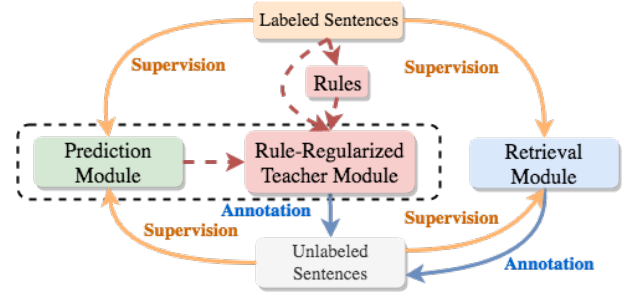 Labeled Sentences
Supervision
Supervision
Rules
Prediction
Module
Rule-Regularized
Teacher Module
Retrieval
Module
Annotation
Supervision
Supervision
Unlabeled
Sentences
Annotation